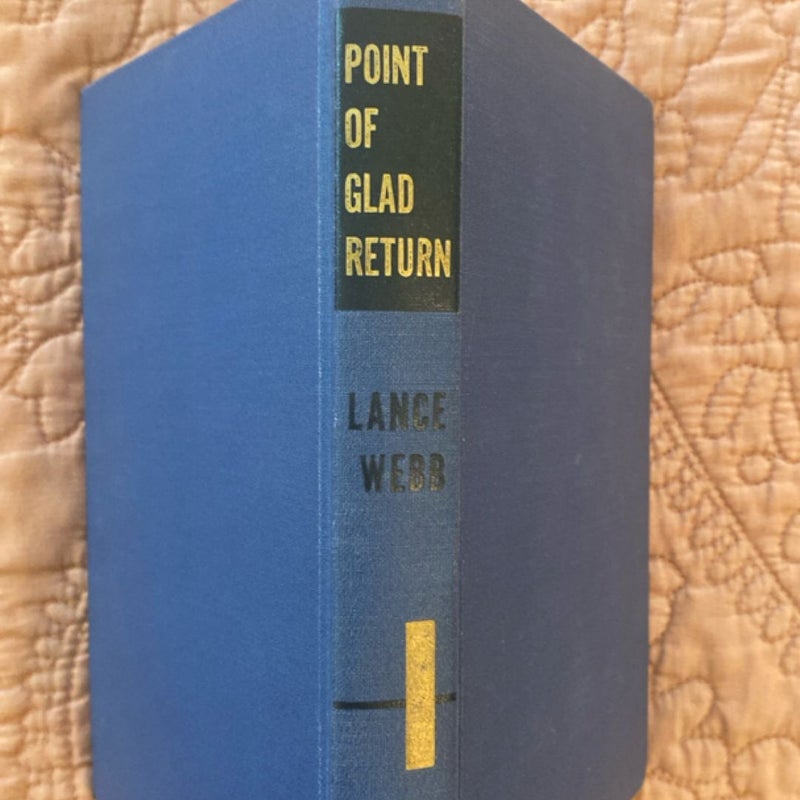 POINT
OF
GLAD
RETURN
LANCE
WEBB